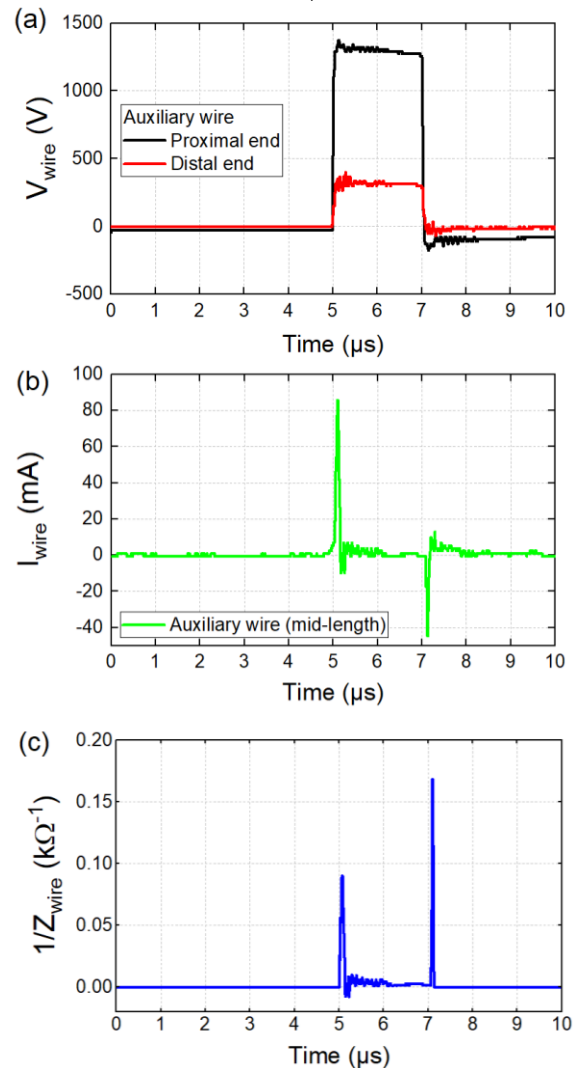 (a)
1500
1000
500
0
-500
V_wire (V)
Auxiliary wire
Proximal end
Distal end
0 1 2 3 4 5 6 7 8 9 10
Time (µs)
(b)
100
80
60
40
20
0
-20
-40
I_wire (mA)
Auxiliary wire (mid-length)
0 1 2 3 4 5 6 7 8 9 10
Time (µs)
(c)
0.20
0.15
0.10
0.05
0.00
1/Z_wire (kΩ⁻¹)
0 1 2 3 4 5 6 7 8 9 10
Time (µs)